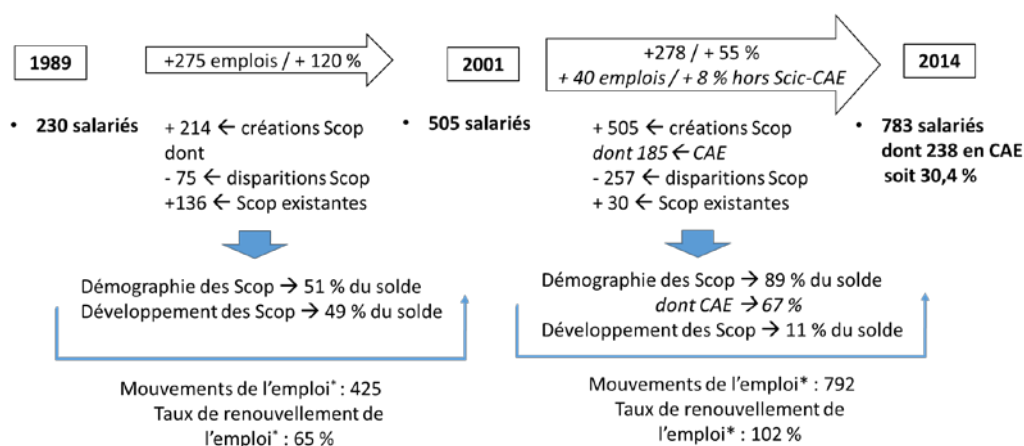 1989
+275 emplois / + 120 %
2001
+278 / + 55 %
+ 40 emplois / + 8 % hors Scic-CAE
2014
• 230 salariés
+ 214 ← créations Scop
dont
- 75 ← disparitions Scop
+136 ← Scop existantes
• 505 salariés
+ 505 ← créations Scop
dont 185 ← CAE
- 257 ← disparitions Scop
+ 30 ← Scop existantes
• 783 salariés
dont 238 en CAE
soit 30,4 %
Démographie des Scop → 51 % du solde
Développement des Scop → 49 % du solde
Démographie des Scop → 89 % du solde
dont CAE → 67 %
Développement des Scop → 11 % du solde
Mouvements de l'emploi* : 425
Taux de renouvellement de
l'emploi* : 65 %
Mouvements de l'emploi* : 792
Taux de renouvellement de
l'emploi* : 102 %